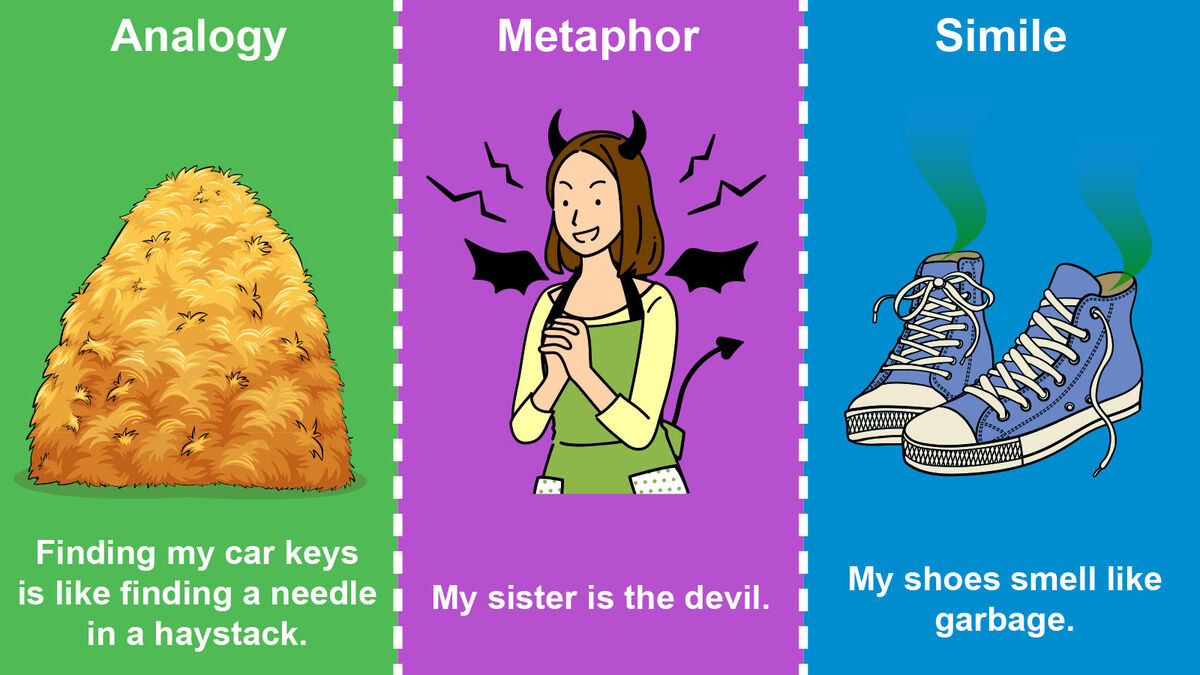 Analogy
Finding my car keys
is like finding a needle
in a haystack.
Metaphor
My sister is the devil.
Simile
My shoes smell like
garbage.